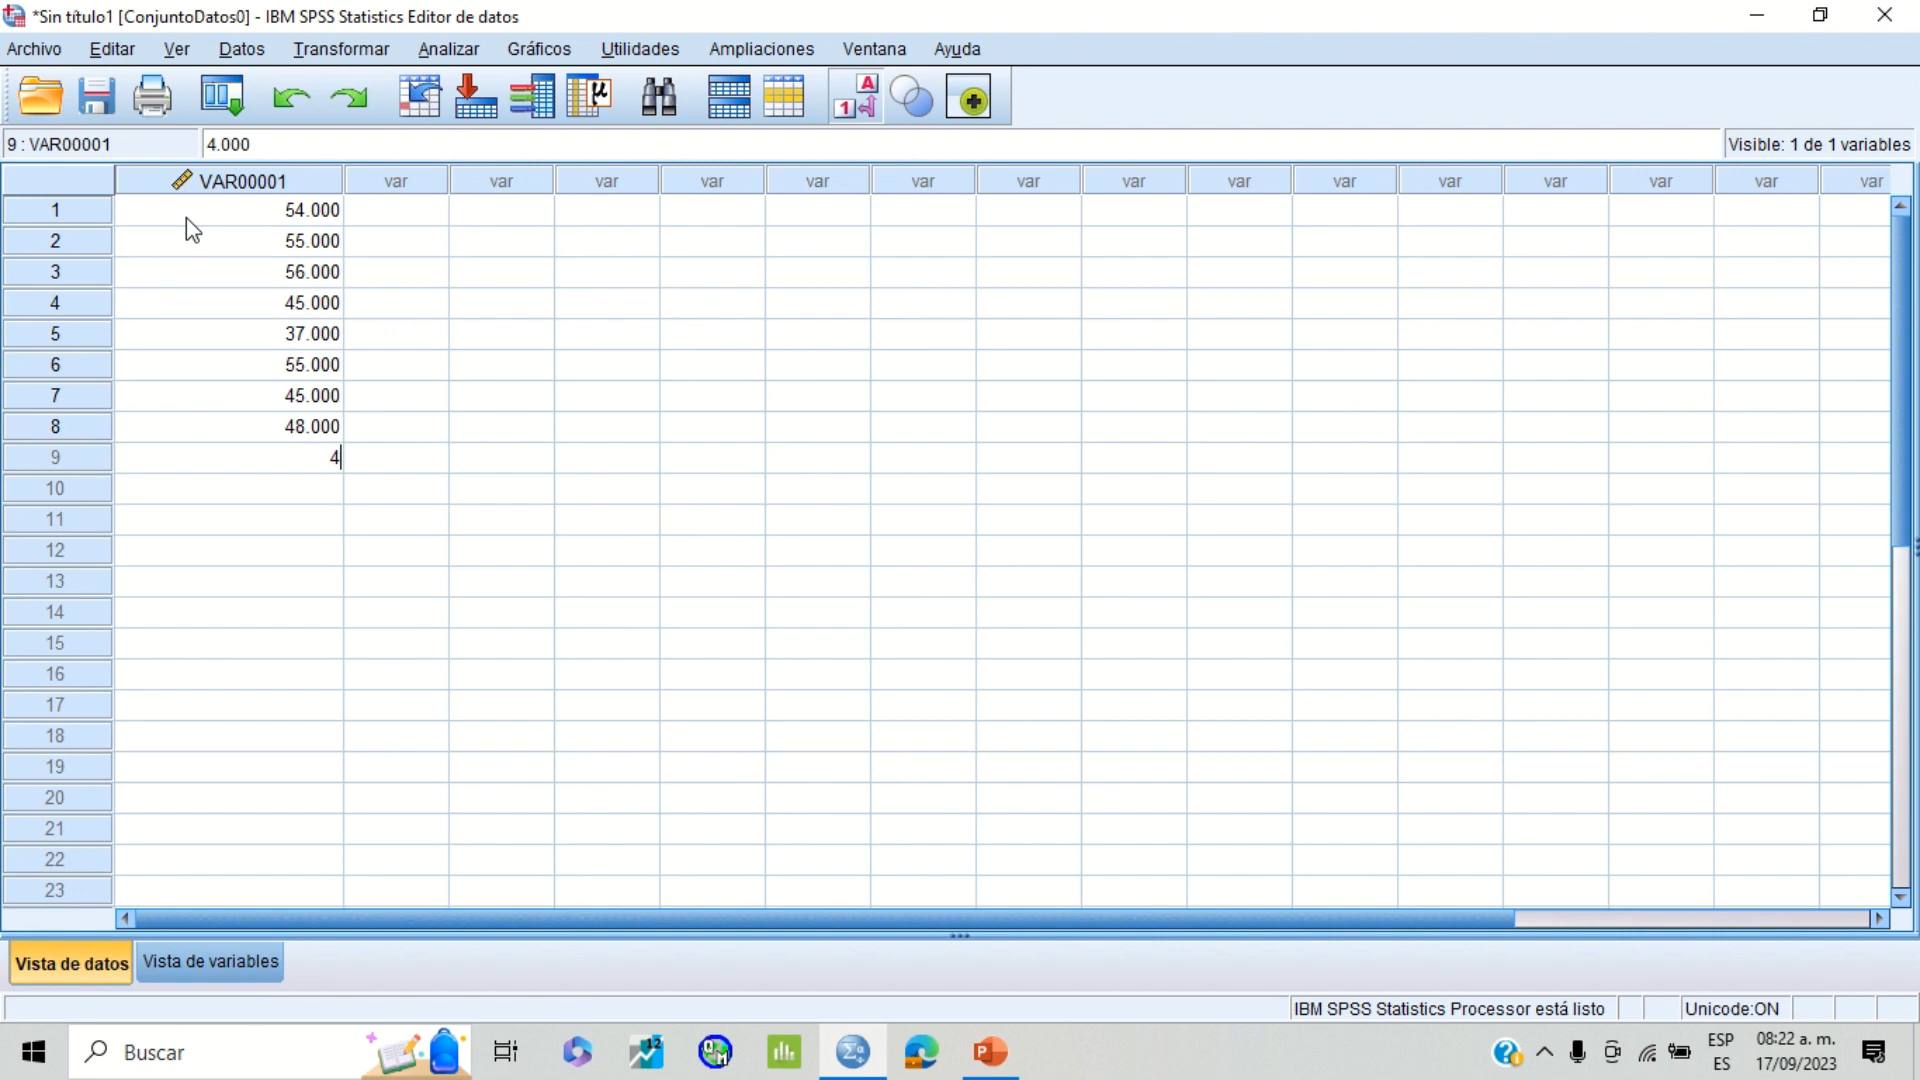 *Sin título1 [ConjuntoDatos0] - IBM SPSS Statistics Editor de datos
Archivo Editar Ver Datos Transformar Analizar Gráficos Utilidades Ampliaciones Ventana Ayuda
9 : VAR00001 4.000 Visible: 1 de 1 variables
VAR00001 var var var var var var var var var var var var var var var
1 54.000
2 55.000
3 56.000
4 45.000
5 37.000
6 55.000
7 45.000
8 48.000
9 4
10
11
12
13
14
15
16
17
18
19
20
21
22
23
Vista de datos Vista de variables
IBM SPSS Statistics Processor está listo Unicode:ON
Buscar 12 ESP 08:22 a. m.
ES 17/09/2023